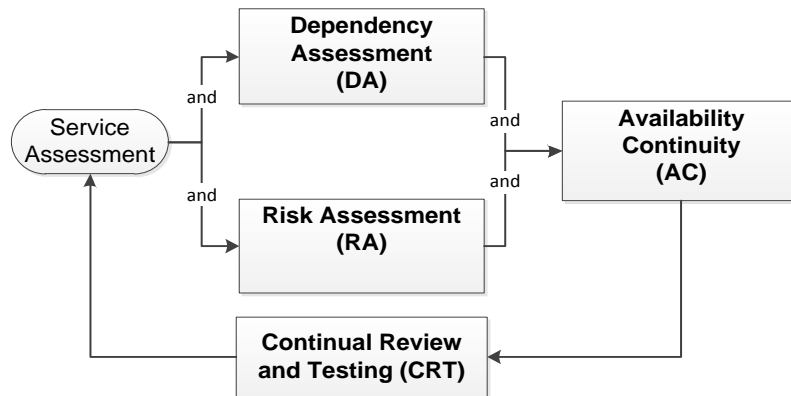 Service
Assessment
and
and
Dependency
Assessment
(DA)
Risk Assessment
(RA)
and
and
Availability
Continuity
(AC)
Continual Review
and Testing (CRT)